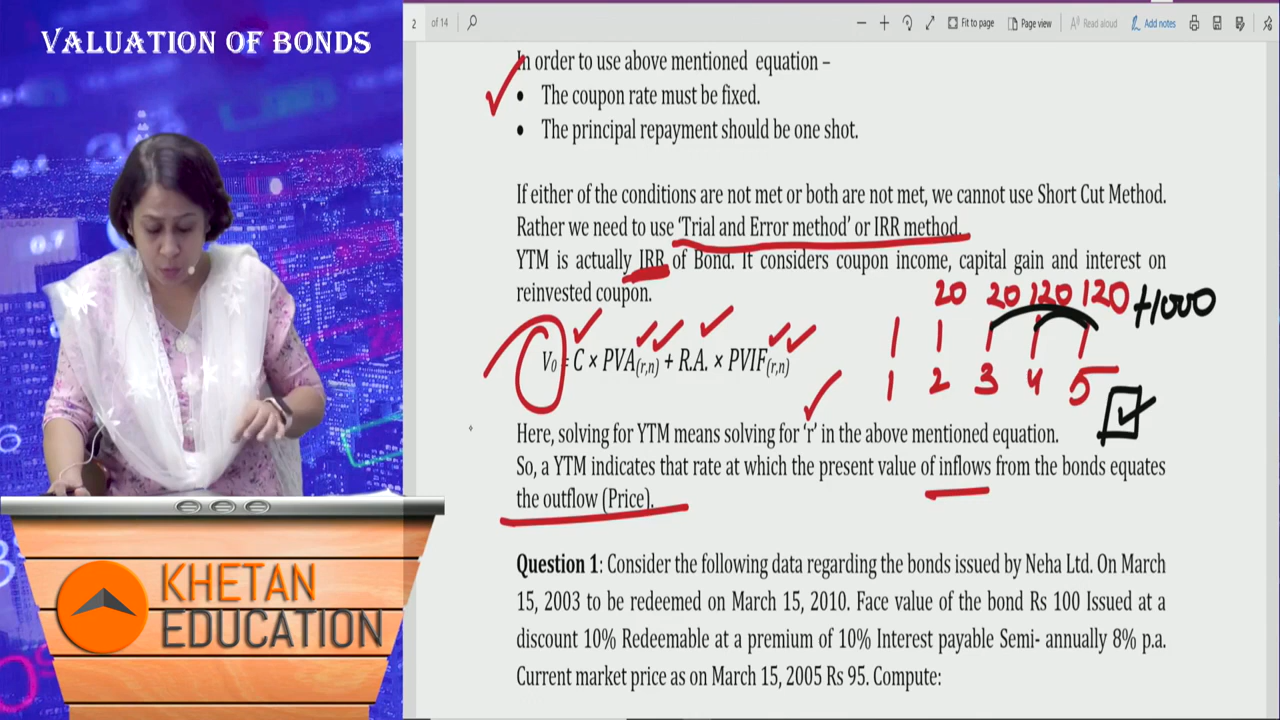 VALUATION OF BONDS
2 of 14
Fit to page
Page view
Read aloud
Add notes
In order to use above mentioned equation –
• The coupon rate must be fixed.
• The principal repayment should be one shot.
If either of the conditions are not met or both are not met, we cannot use Short Cut Method.
Rather we need to use 'Trial and Error method' or IRR method.
YTM is actually IRR of Bond. It considers coupon income, capital gain and interest on
reinvested coupon.
20 20 120 120 +1000
V₀ = C × PVA(r,n) + R.A. × PVIF(r,n)
1 2 3 4 5
Here, solving for YTM means solving for 'r' in the above mentioned equation.
So, a YTM indicates that rate at which the present value of inflows from the bonds equates
the outflow (Price).
Question 1: Consider the following data regarding the bonds issued by Neha Ltd. On March
15, 2003 to be redeemed on March 15, 2010. Face value of the bond Rs 100 Issued at a
discount 10% Redeemable at a premium of 10% Interest payable Semi- annually 8% p.a.
Current market price as on March 15, 2005 Rs 95. Compute:
KHETAN
EDUCATION